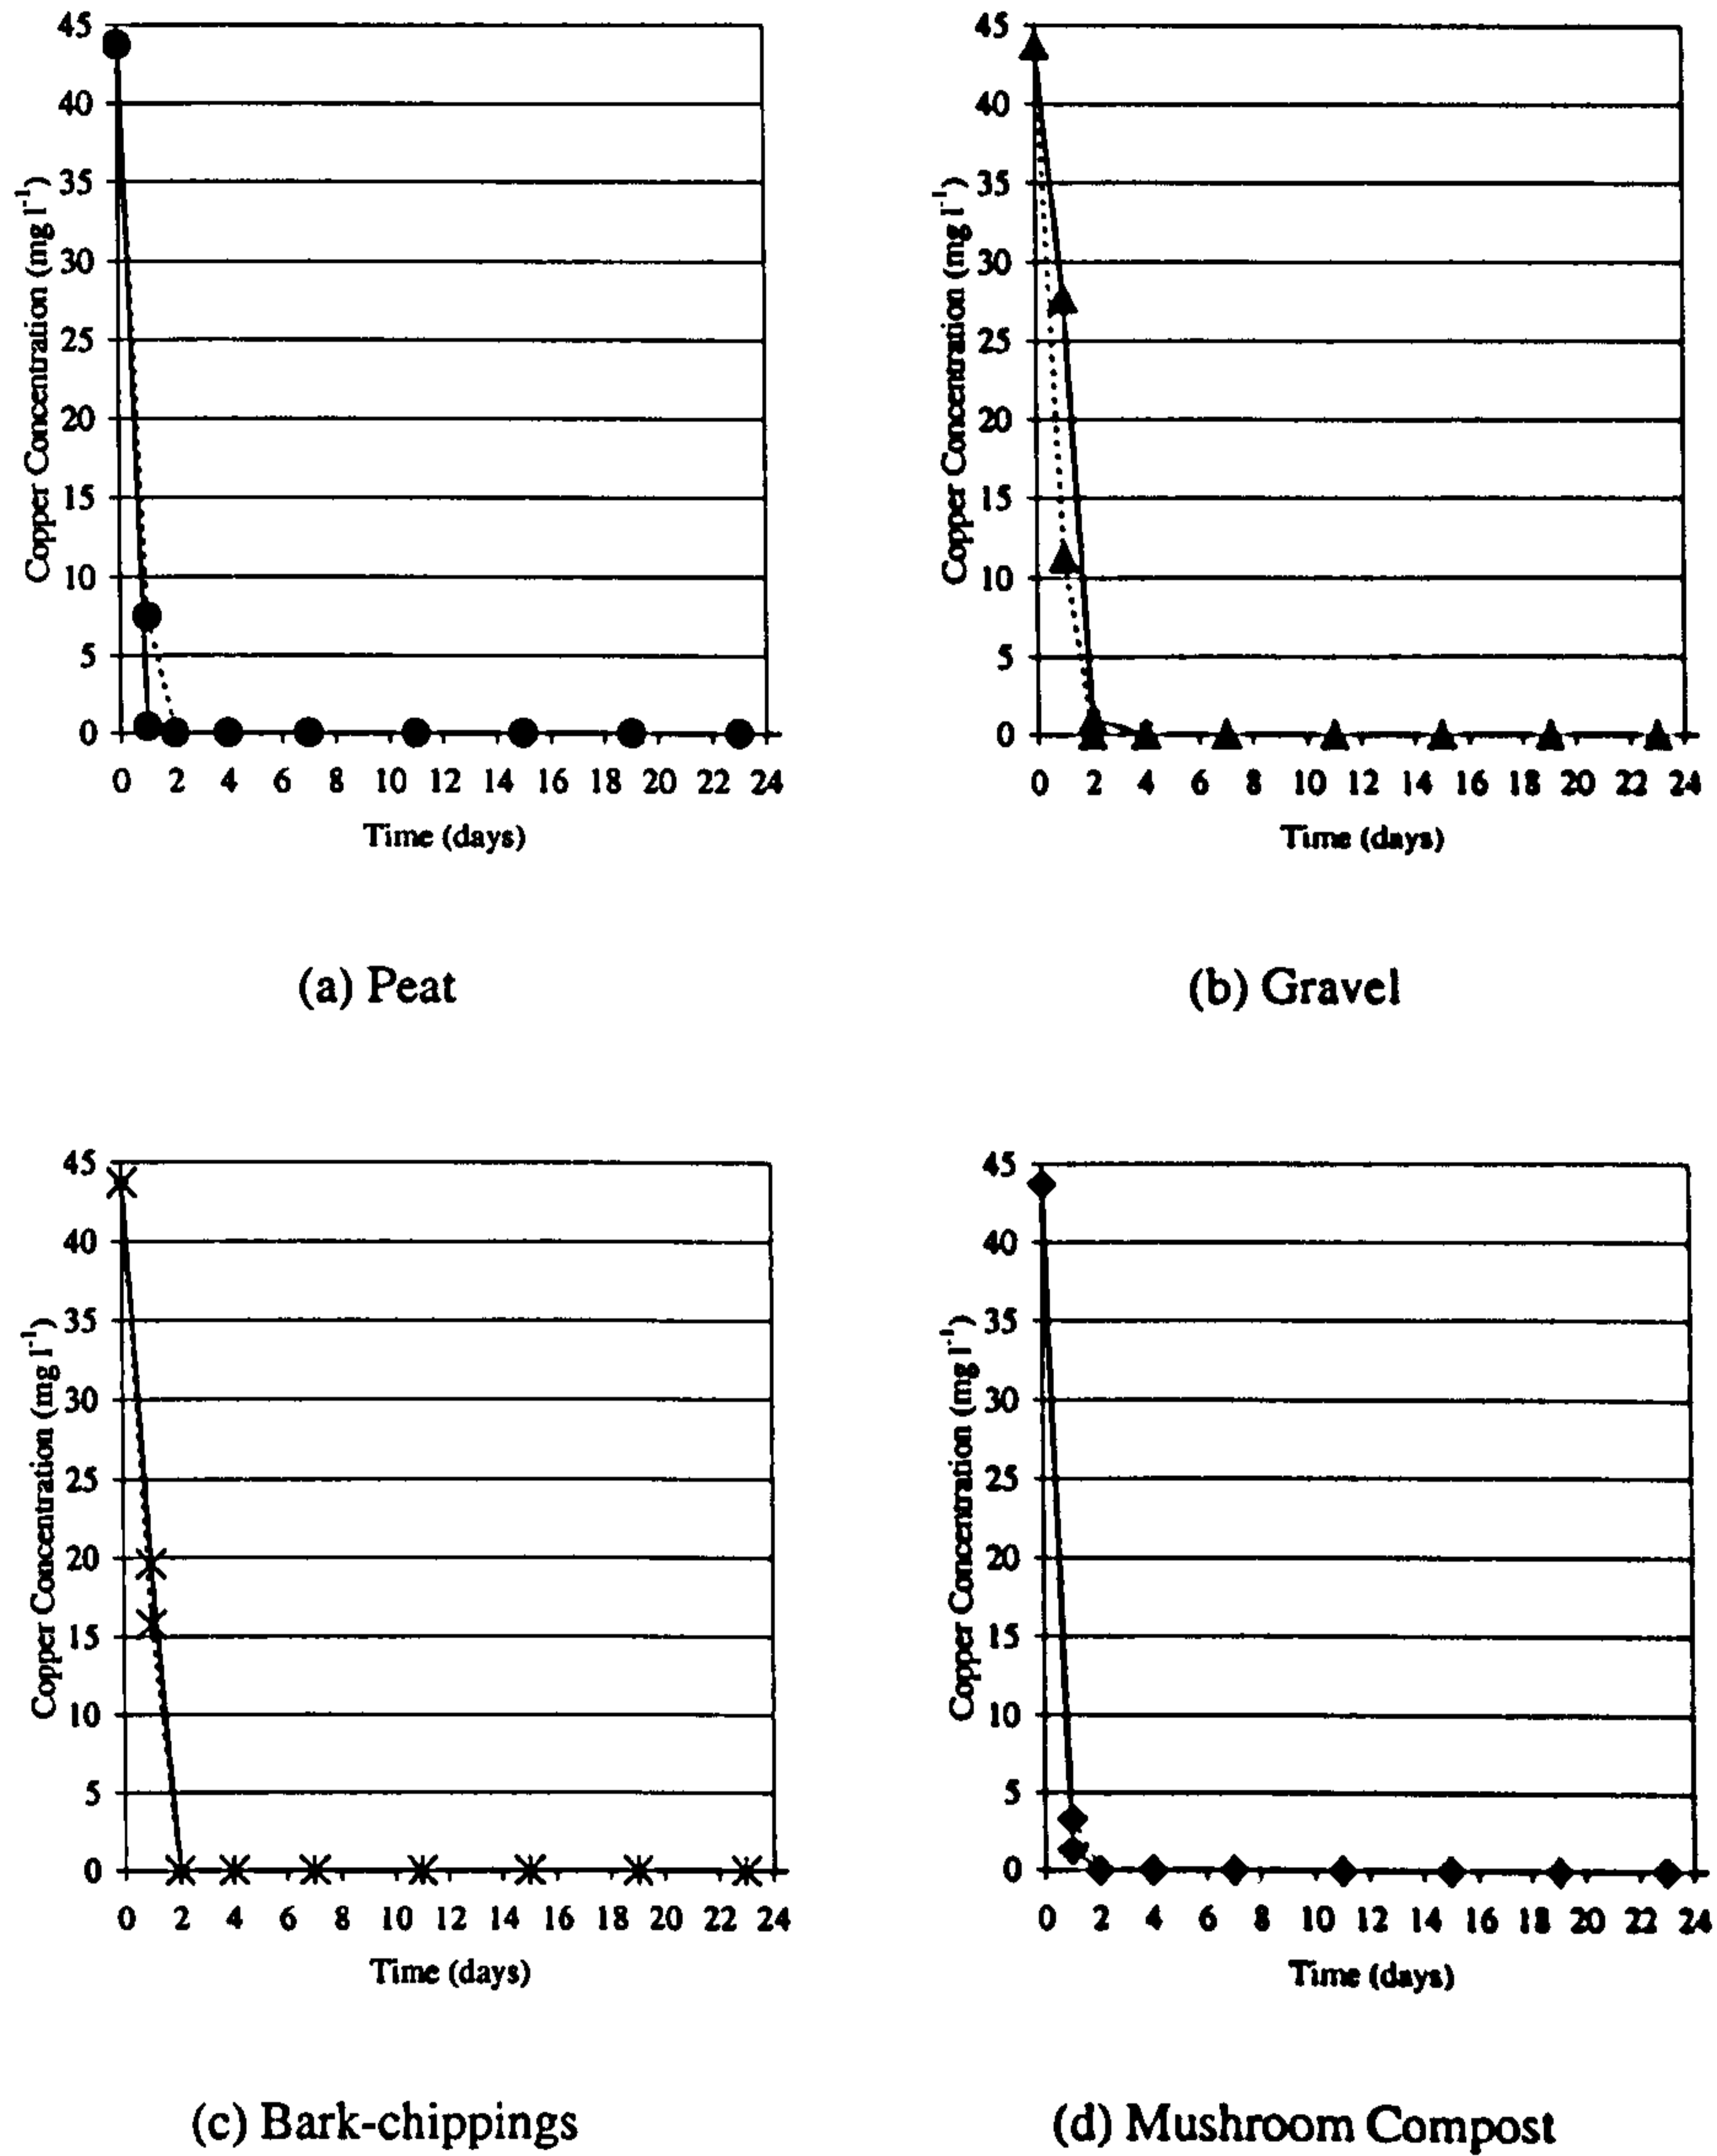 45
40
35
30
25
20
15
10
5
0
Copper Concentration (mg l⁻¹)
0 2 4 6 8 10 12 14 16 18 20 22 24
Time (days)
(a) Peat
45
40
35
30
25
20
15
10
5
0
Copper Concentration (mg l⁻¹)
0 2 4 6 8 10 12 14 16 18 20 22 24
Time (days)
(b) Gravel
45
40
35
30
25
20
15
10
5
0
Copper Concentration (mg l⁻¹)
0 2 4 6 8 10 12 14 16 18 20 22 24
Time (days)
(c) Bark-chippings
45
40
35
30
25
20
15
10
5
0
Copper Concentration (mg l⁻¹)
0 2 4 6 8 10 12 14 16 18 20 22 24
Time (days)
(d) Mushroom Compost